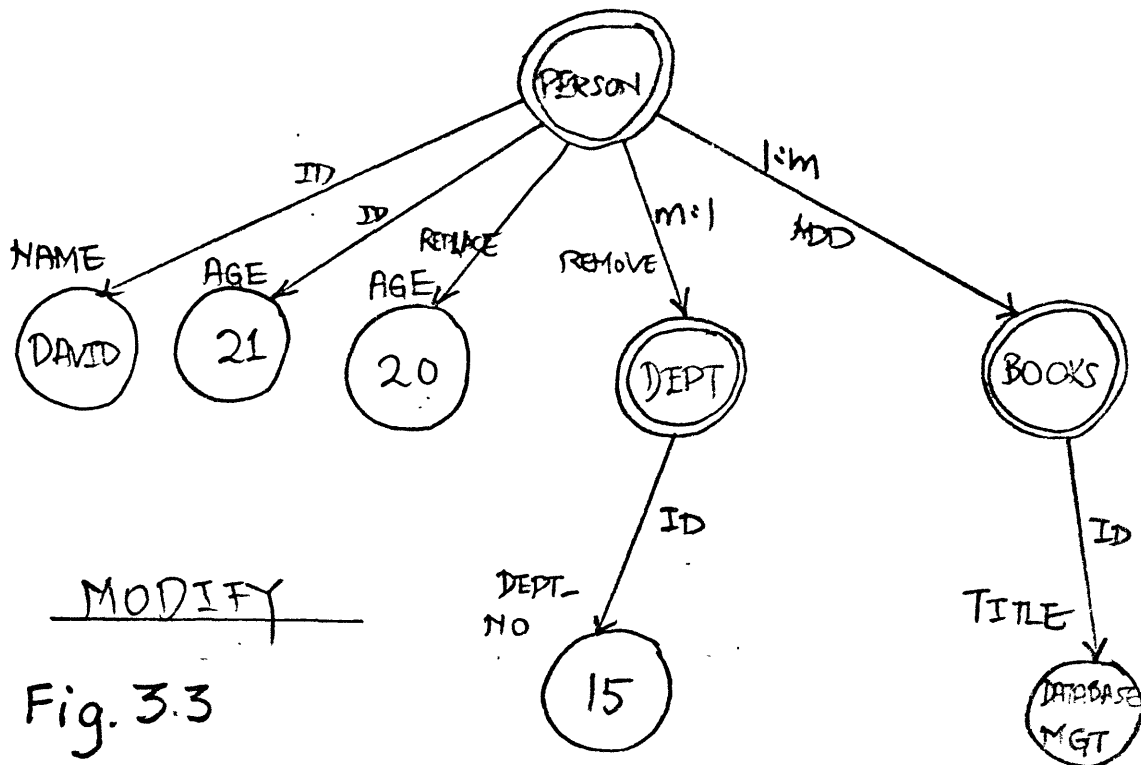 PERSON
ID
ID
REPLACE
m:1
REMOVE
1:m
ADD
NAME
DAVID
AGE
21
AGE
20
DEPT
BOOKS
ID
ID
DEPT_
NO
15
TITLE
DATABASE
MGT
MODIFY
Fig. 3.3